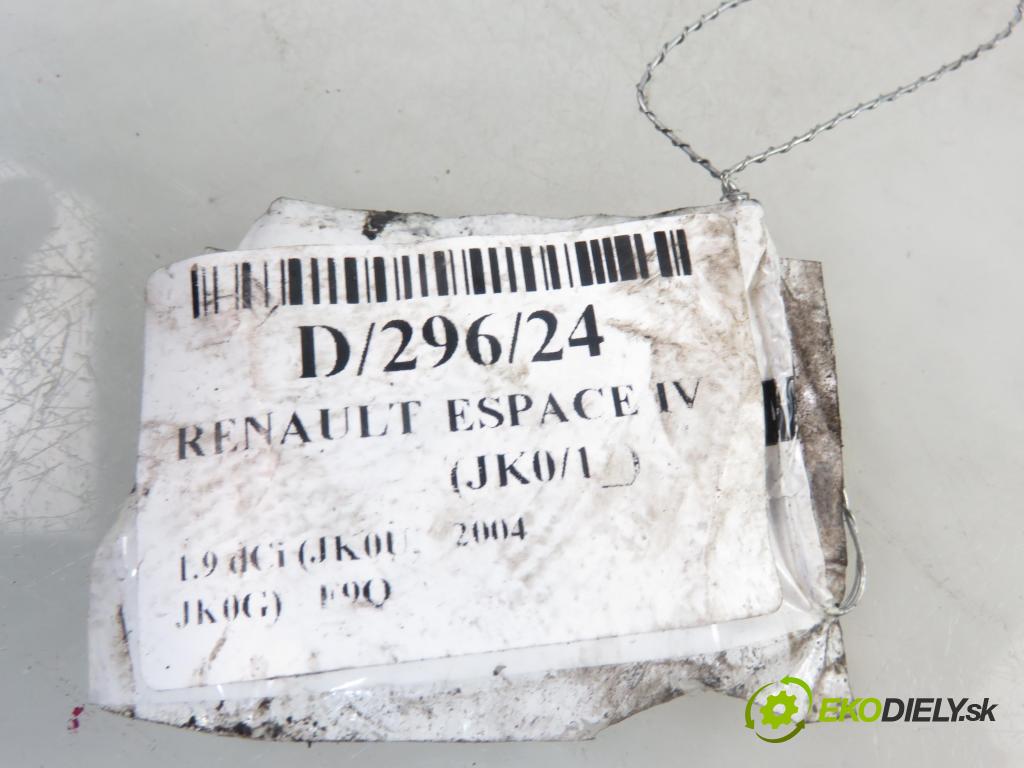 D/296/24
RENAULT ESPACE IV
(JK0/1_)
1.9 dCi (JK0U, 2004
JK0G) F9Q
EKODIELY.sk